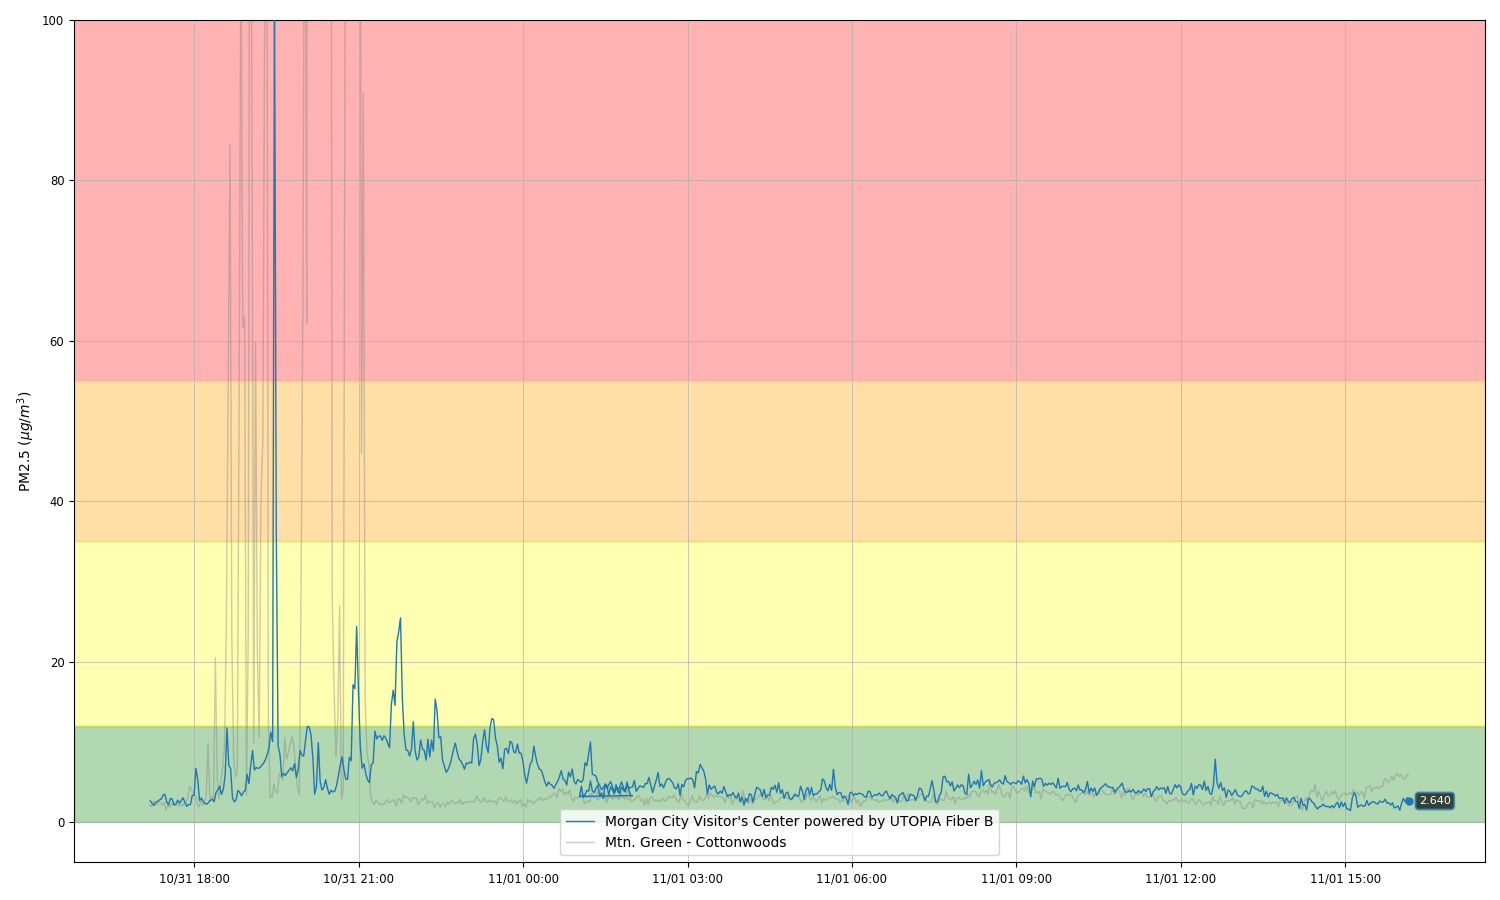 100
80
60
40
20
0
PM2.5 (μg/m³)
2.640
Morgan City Visitor's Center powered by UTOPIA Fiber B
Mtn. Green - Cottonwoods
10/31 18:00 10/31 21:00 11/01 00:00 11/01 03:00 11/01 06:00 11/01 09:00 11/01 12:00 11/01 15:00